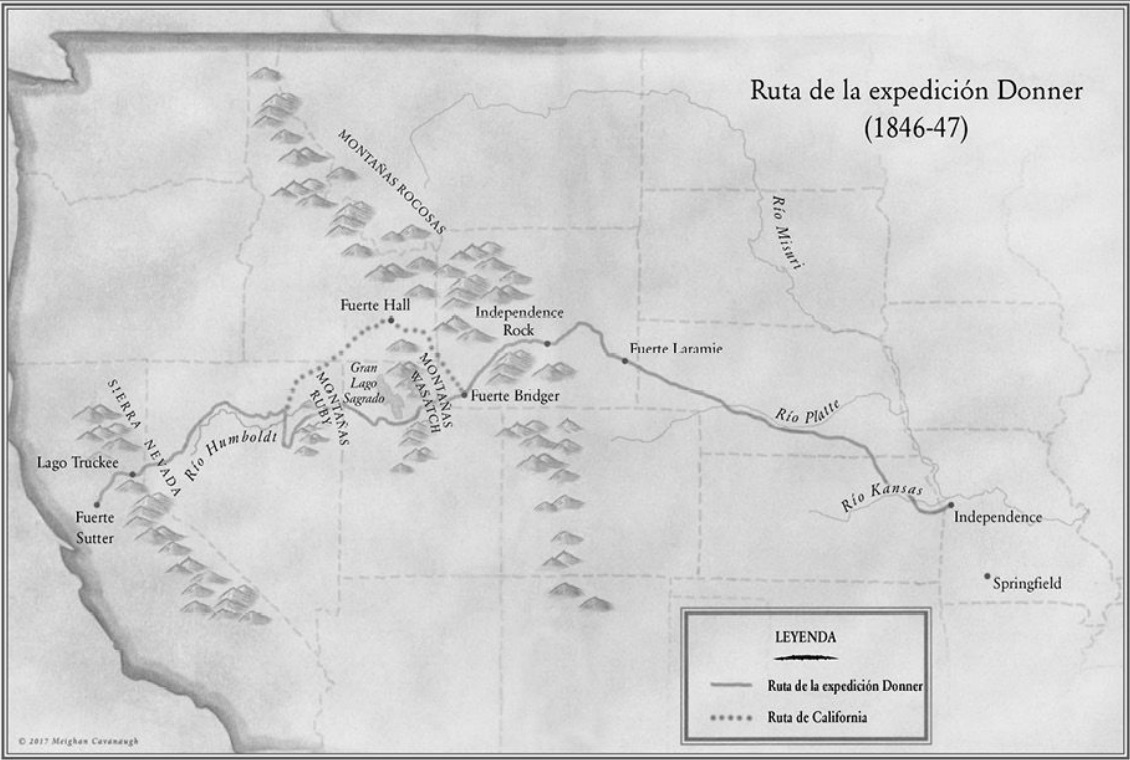 Ruta de la expedición Donner
(1846-47)
MONTAÑAS ROCOSAS
Río Misuri
Fuerte Hall
Independence
Rock
Fuerte Laramie
Gran
Lago
Sagrado
MONTAÑAS
WASATCH
MONTAÑAS
RUBY
Fuerte Bridger
SIERRA NEVADA
Río Humboldt
Río Platte
Lago Truckee
Río Kansas
Fuerte
Sutter
Independence
Springfield
LEYENDA
Ruta de la expedición Donner
Ruta de California
© 2017 Meighan Cavanaugh